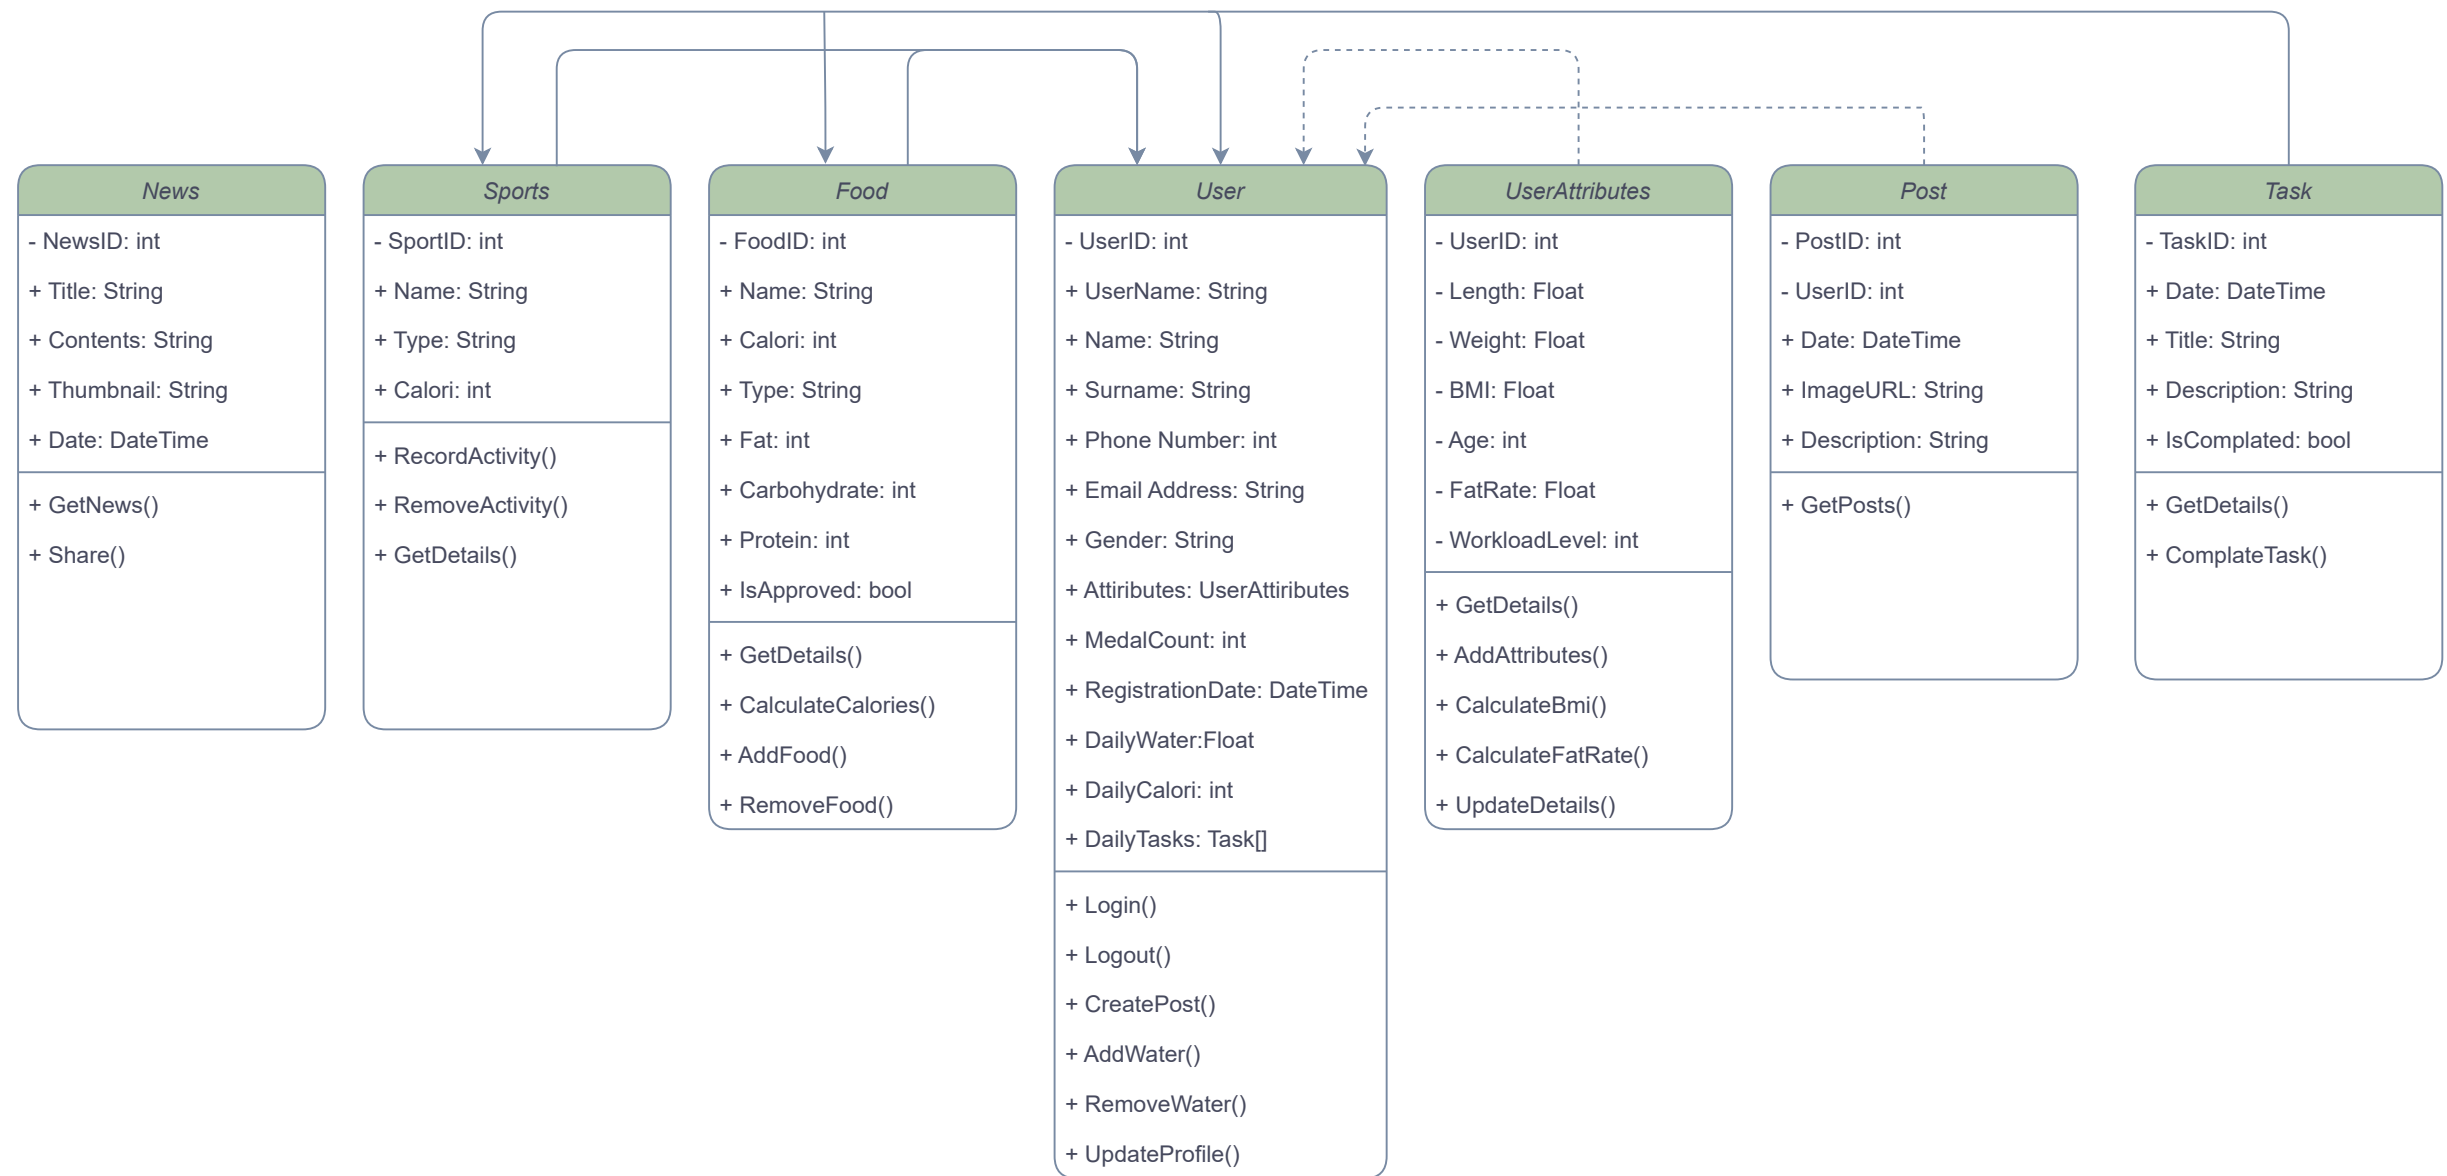 News
- NewsID: int
+ Title: String
+ Contents: String
+ Thumbnail: String
+ Date: DateTime
+ GetNews()
+ Share()
Sports
- SportID: int
+ Name: String
+ Type: String
+ Calori: int
+ RecordActivity()
+ RemoveActivity()
+ GetDetails()
Food
- FoodID: int
+ Name: String
+ Calori: int
+ Type: String
+ Fat: int
+ Carbohydrate: int
+ Protein: int
+ IsApproved: bool
+ GetDetails()
+ CalculateCalories()
+ AddFood()
+ RemoveFood()
User
- UserID: int
+ UserName: String
+ Name: String
+ Surname: String
+ Phone Number: int
+ Email Address: String
+ Gender: String
+ Attiributes: UserAttiributes
+ MedalCount: int
+ RegistrationDate: DateTime
+ DailyWater:Float
+ DailyCalori: int
+ DailyTasks: Task[]
+ Login()
+ Logout()
+ CreatePost()
+ AddWater()
+ RemoveWater()
+ UpdateProfile()
UserAttributes
- UserID: int
- Length: Float
- Weight: Float
- BMI: Float
- Age: int
- FatRate: Float
- WorkloadLevel: int
+ GetDetails()
+ AddAttributes()
+ CalculateBmi()
+ CalculateFatRate()
+ UpdateDetails()
Post
- PostID: int
- UserID: int
+ Date: DateTime
+ ImageURL: String
+ Description: String
+ GetPosts()
Task
- TaskID: int
+ Date: DateTime
+ Title: String
+ Description: String
+ IsComplated: bool
+ GetDetails()
+ ComplateTask()